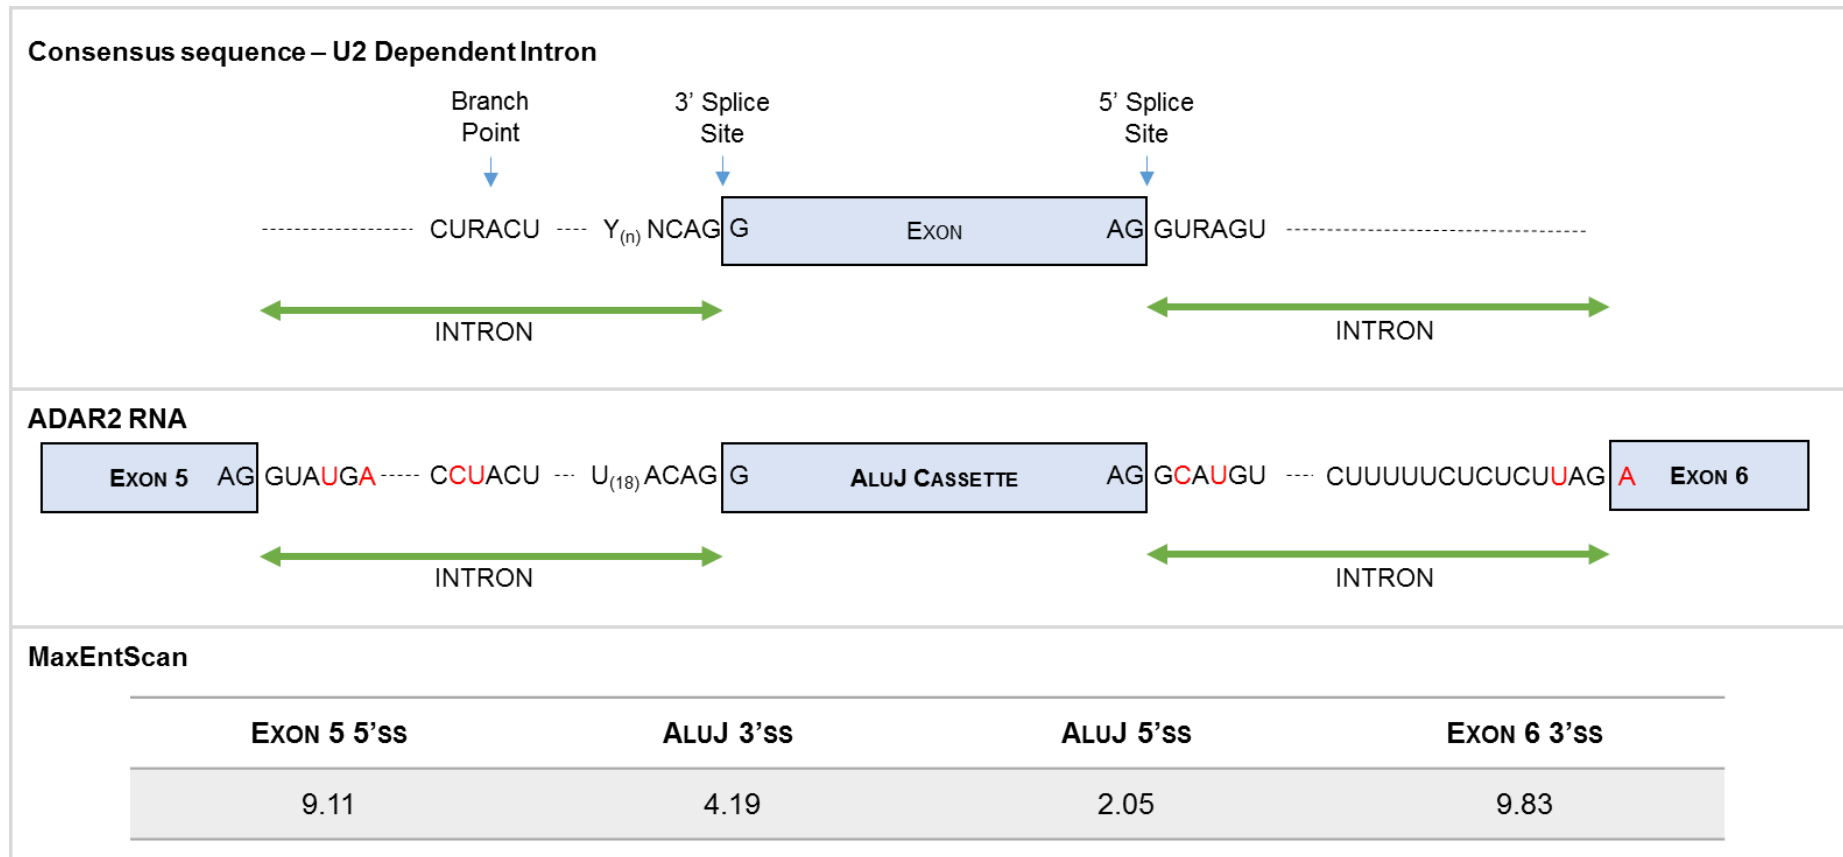 Consensus sequence – U2 Dependent Intron
Branch Point
3’ Splice Site
5’ Splice Site
CURACU ---- Y(n) NCAG G EXON AG GURAGU
INTRON INTRON
ADAR2 RNA
EXON 5 AG GUAUGA ----- CCUACU --- U(18) ACAG G ALUJ CASSETTE AG GCAUGU ---- CUUUUUCUCUCUUAG A EXON 6
INTRON INTRON
MaxEntScan
EXON 5 5’SS ALUJ 3’SS ALUJ 5’SS EXON 6 3’SS
9.11 4.19 2.05 9.83